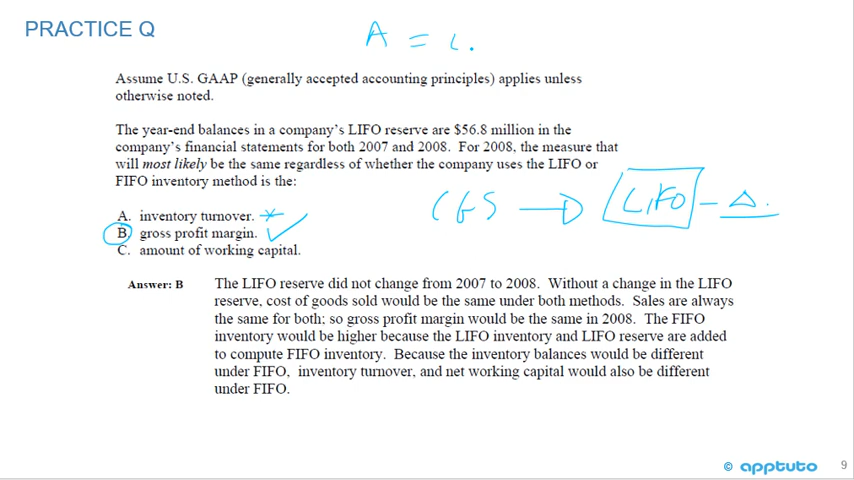 PRACTICE Q
A = L.
Assume U.S. GAAP (generally accepted accounting principles) applies unless
otherwise noted.
The year-end balances in a company's LIFO reserve are $56.8 million in the
company's financial statements for both 2007 and 2008. For 2008, the measure that
will most likely be the same regardless of whether the company uses the LIFO or
FIFO inventory method is the:
A. inventory turnover.
B. gross profit margin.
C. amount of working capital.
CGS → LIFO - Δ.
Answer: B
The LIFO reserve did not change from 2007 to 2008. Without a change in the LIFO
reserve, cost of goods sold would be the same under both methods. Sales are always
the same for both; so gross profit margin would be the same in 2008. The FIFO
inventory would be higher because the LIFO inventory and LIFO reserve are added
to compute FIFO inventory. Because the inventory balances would be different
under FIFO, inventory turnover, and net working capital would also be different
under FIFO.
© apptuto 9